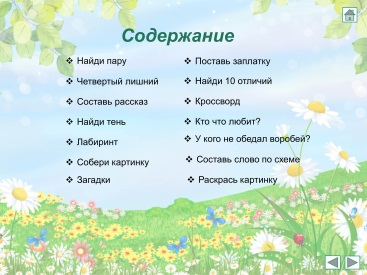 Содержание
❖ Найди пару
❖ Четвертый лишний
❖ Составь рассказ
❖ Найди тень
❖ Лабиринт
❖ Собери картинку
❖ Загадки
❖ Поставь заплатку
❖ Найди 10 отличий
❖ Кроссворд
❖ Кто что любит?
❖ У кого не обедал воробей?
❖ Составь слово по схеме
❖ Раскрась картинку